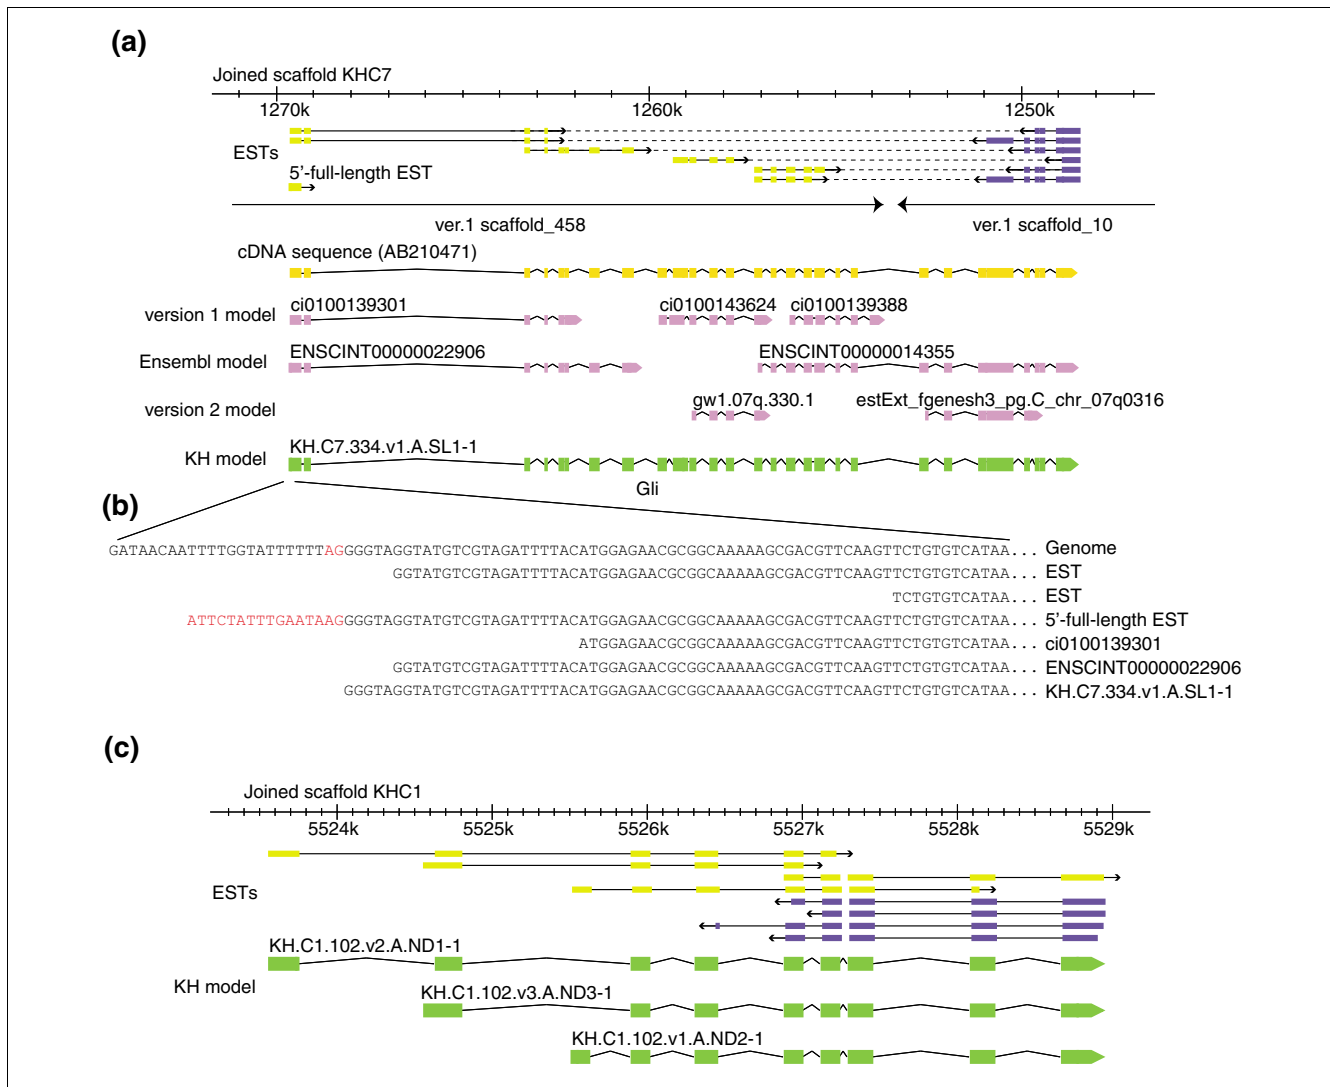 (a)
Joined scaffold KHC7
1270k 1260k 1250k
ESTs
5'-full-length EST
ver.1 scaffold_458 ver.1 scaffold_10
cDNA sequence (AB210471)
version 1 model ci0100139301 ci0100143624 ci0100139388
Ensembl model ENSCINT00000022906 ENSCINT00000014355
version 2 model gw1.07q.330.1 estExt_fgenesh3_pg.C_chr_07q0316
KH model KH.C7.334.v1.A.SL1-1
Gli
(b)
GATAACAATTTTGGTATTTTTTAGGGGTAGGTATGTCGTAGATTTTACATGGAGAACGCGGCAAAAAGCGACGTTCAAGTTCTGTGTCATAA... Genome
GGTATGTCGTAGATTTTACATGGAGAACGCGGCAAAAAGCGACGTTCAAGTTCTGTGTCATAA... EST
TCTGTGTCATAA... EST
ATTCTATTTGAATAAGGGGTAGGTATGTCGTAGATTTTACATGGAGAACGCGGCAAAAAGCGACGTTCAAGTTCTGTGTCATAA... 5'-full-length EST
ATGGAGAACGCGGCAAAAAGCGACGTTCAAGTTCTGTGTCATAA... ci0100139301
GGTATGTCGTAGATTTTACATGGAGAACGCGGCAAAAAGCGACGTTCAAGTTCTGTGTCATAA... ENSCINT00000022906
GGGTAGGTATGTCGTAGATTTTACATGGAGAACGCGGCAAAAAGCGACGTTCAAGTTCTGTGTCATAA... KH.C7.334.v1.A.SL1-1
(c)
Joined scaffold KHC1
5524k 5525k 5526k 5527k 5528k 5529k
ESTs
KH.C1.102.v2.A.ND1-1
KH model
KH.C1.102.v3.A.ND3-1
KH.C1.102.v1.A.ND2-1